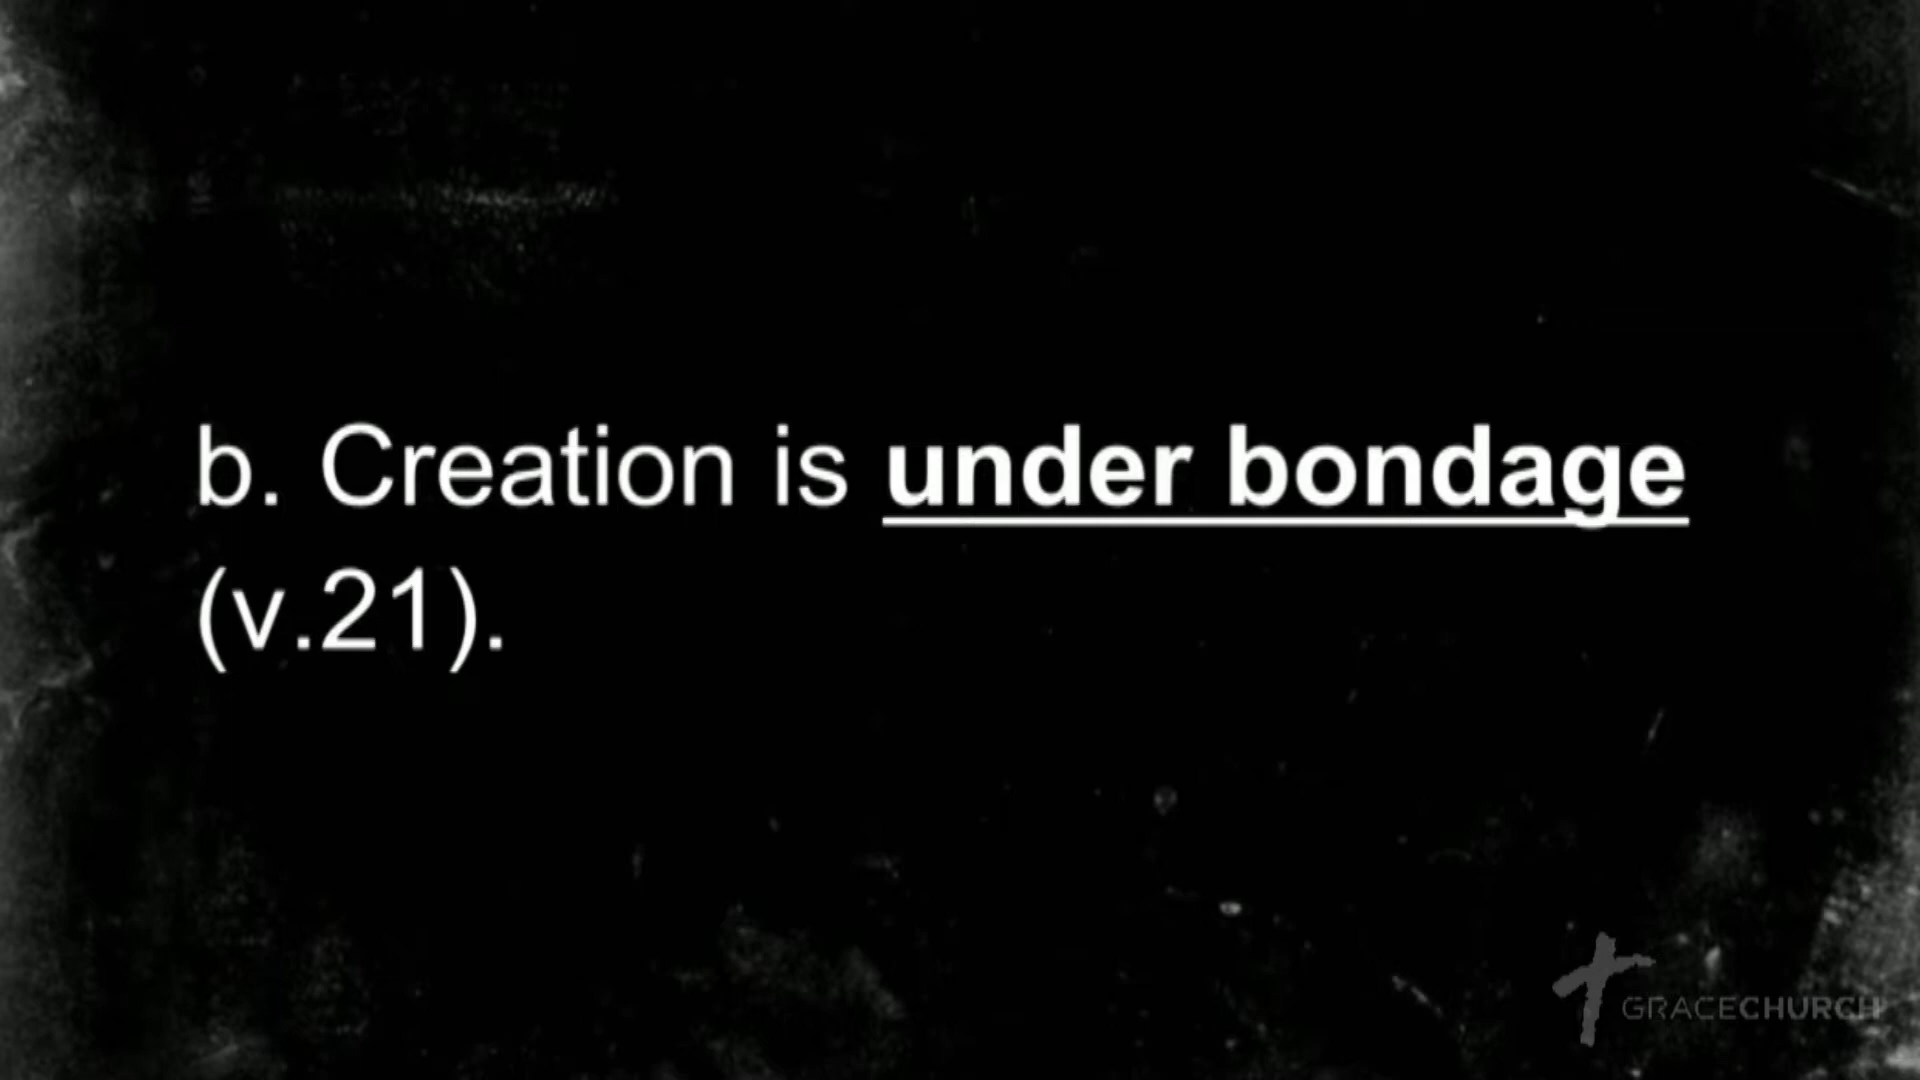 b. Creation is under bondage
(v.21).
GRACECHURCH